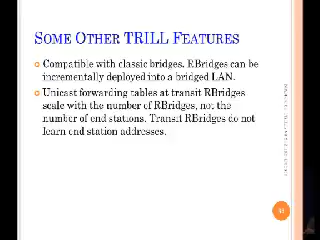 SOME OTHER TRILL FEATURES
Compatible with classic bridges. RBridges can be
incrementally deployed into a bridged LAN.
Unicast forwarding tables at transit RBridges
scale with the number of RBridges, not the
number of end stations. Transit RBridges do not
learn end station addresses.